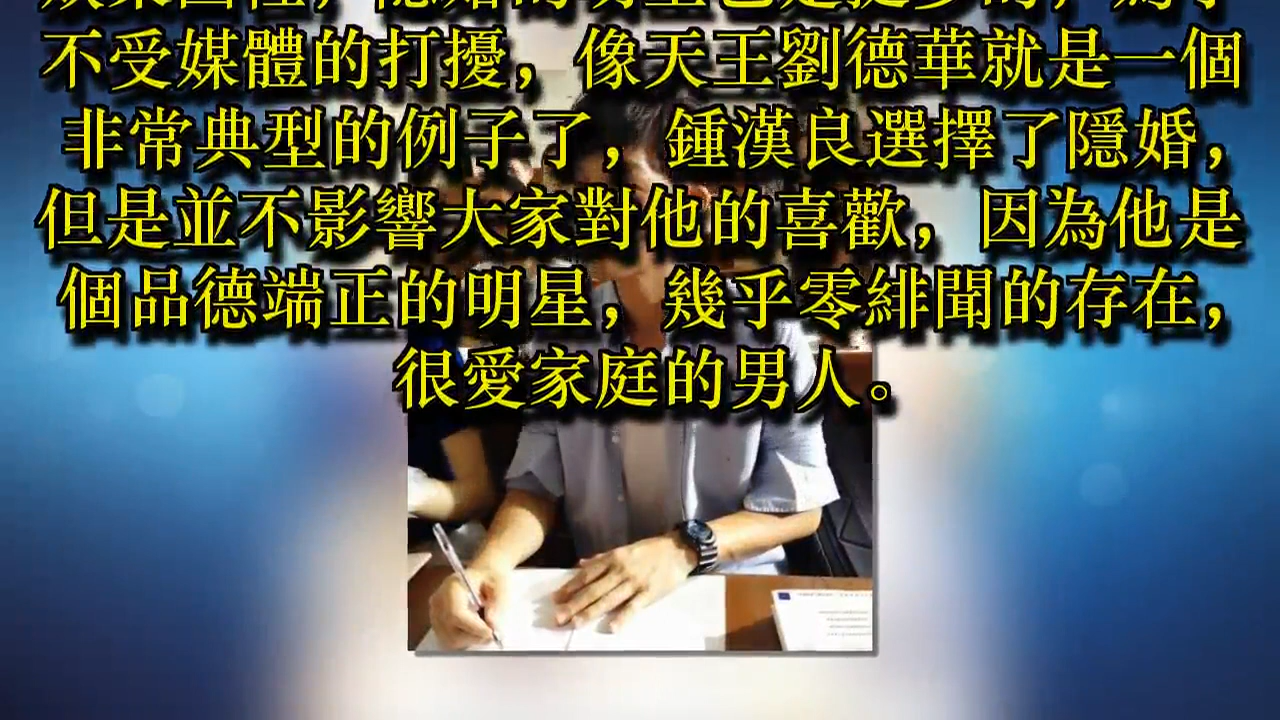 不受媒體的打擾，像天王劉德華就是一個
非常典型的例子了，鍾漢良選擇了隱婚，
但是並不影響大家對他的喜歡，因為他是
個品德端正的明星，幾乎零緋聞的存在，
很愛家庭的男人。